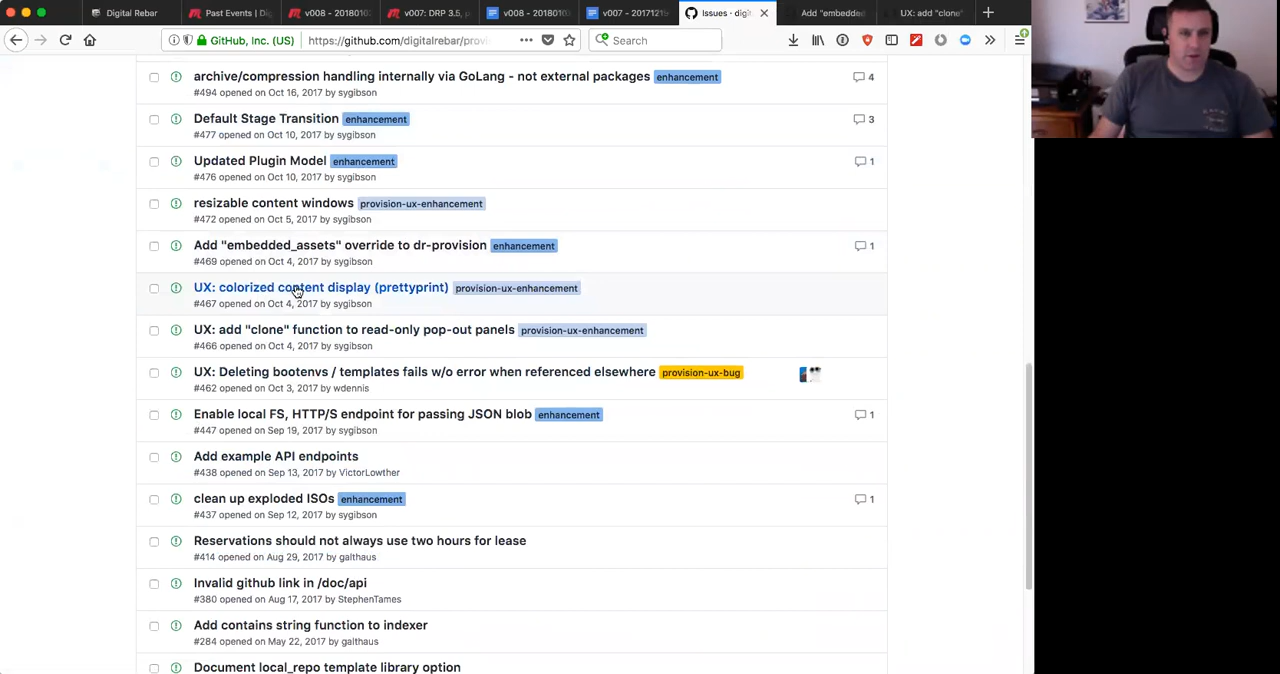 Digital Rebar
Past Events | Di
v008 - 2018010
v007: DRP 3.5, p
v008 - 2018010
v007 - 2017121
Issues · digi
Add "embedded
UX: add "clone"
GitHub, Inc. (US)
https://github.com/digitalrebar/prov
Search
archive/compression handling internally via GoLang - not external packages enhancement 4
#494 opened on Oct 16, 2017 by sygibson
Default Stage Transition enhancement 3
#477 opened on Oct 10, 2017 by sygibson
Updated Plugin Model enhancement 1
#476 opened on Oct 10, 2017 by sygibson
resizable content windows provision-ux-enhancement
#472 opened on Oct 5, 2017 by sygibson
Add "embedded_assets" override to dr-provision enhancement 1
#469 opened on Oct 4, 2017 by sygibson
UX: colorized content display (prettyprint) provision-ux-enhancement
#467 opened on Oct 4, 2017 by sygibson
UX: add "clone" function to read-only pop-out panels provision-ux-enhancement
#466 opened on Oct 4, 2017 by sygibson
UX: Deleting bootenvs / templates fails w/o error when referenced elsewhere provision-ux-bug
#462 opened on Oct 3, 2017 by wdennis
Enable local FS, HTTP/S endpoint for passing JSON blob enhancement 1
#447 opened on Sep 19, 2017 by sygibson
Add example API endpoints
#438 opened on Sep 13, 2017 by VictorLowther
clean up exploded ISOs enhancement 1
#437 opened on Sep 12, 2017 by sygibson
Reservations should not always use two hours for lease
#414 opened on Aug 29, 2017 by galthaus
Invalid github link in /doc/api
#380 opened on Aug 17, 2017 by StephenTames
Add contains string function to indexer
#284 opened on May 22, 2017 by galthaus
Document local_repo template library option